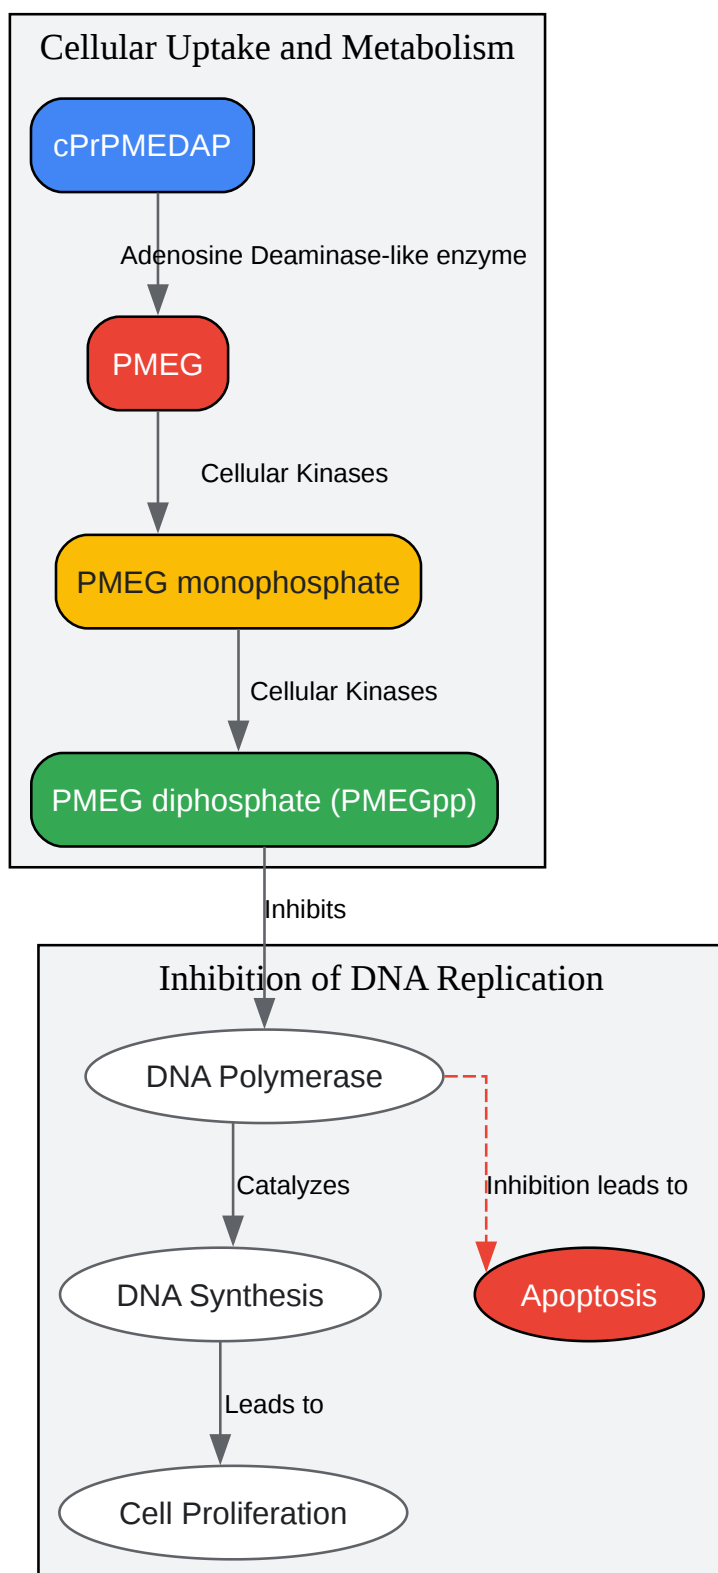 Cellular Uptake and Metabolism
cPrPMEDAP
Adenosine Deaminase-like enzyme
PMEG
Cellular Kinases
PMEG monophosphate
Cellular Kinases
PMEG diphosphate (PMEGpp)
Inhibits
Inhibition of DNA Replication
DNA Polymerase
Catalyzes
Inhibition leads to
DNA Synthesis
Apoptosis
Leads to
Cell Proliferation